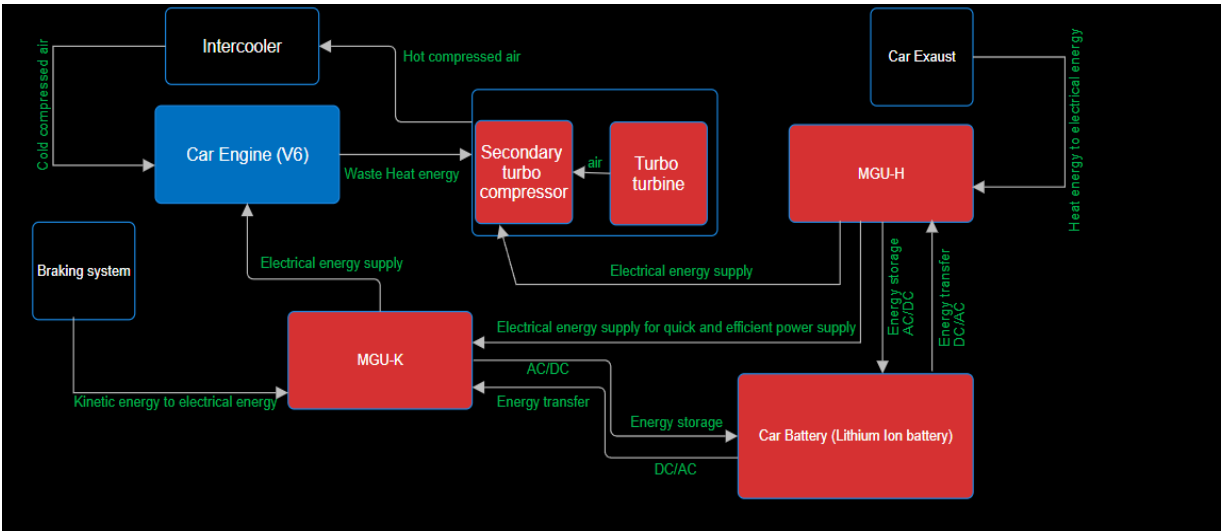 Intercooler
Hot compressed air
Car Exaust
Cold compressed air
Heat energy to electrical energy
Car Engine (V6)
Waste Heat energy
Secondary
turbo
compressor
air
Turbo
turbine
MGU-H
Braking system
Electrical energy supply
Electrical energy supply
Energy storage
AC/DC
Energy transfer
DC/AC
Electrical energy supply for quick and efficient power supply
MGU-K
AC/DC
Kinetic energy to electrical energy
Energy transfer
Energy storage
Car Battery (Lithium Ion battery)
DC/AC